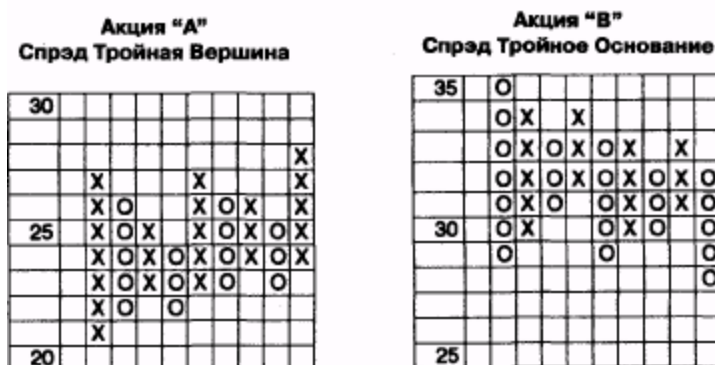 Акция “А”
Спрэд Тройная Вершина
30
X
X X X
X O X O X X
25 X O X X O X O X
X O X O X O X O X
X O X O X O O
X O O
X
20
Акция “В”
Спрэд Тройное Основание
35 O
O X X
O X O X O X X
O X O X O X O X O
O X O O X O X O
30 O X O X O O
O O O
O
25